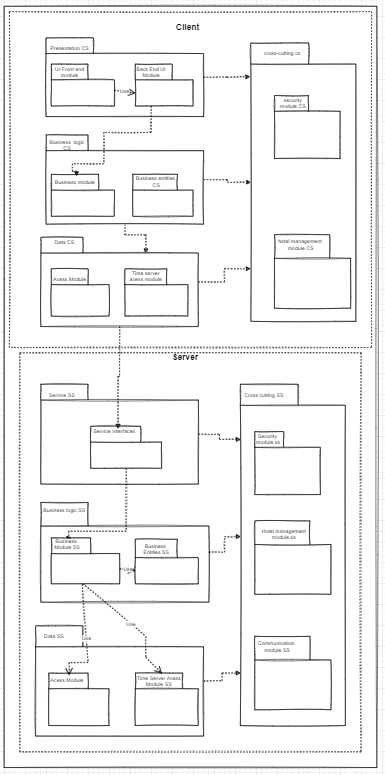 Client
Presentation CS
UI Front end
module
Back End UI
Module
Use
cross-cutting cs
security
module CS
Business logic
CS
Business module
Business entities
CS
Data CS
Acess Module
Time server
acess module
hotel management
module CS
Server
Service SS
Service interfaces
Cross cutting SS
Security
module ss
Business logic SS
Business
Module SS
Business
Entities SS
Use
Hotel management
module ss
Use
Use
Data SS
Acess Module
Time Server Acess
Module SS
Communication
module SS